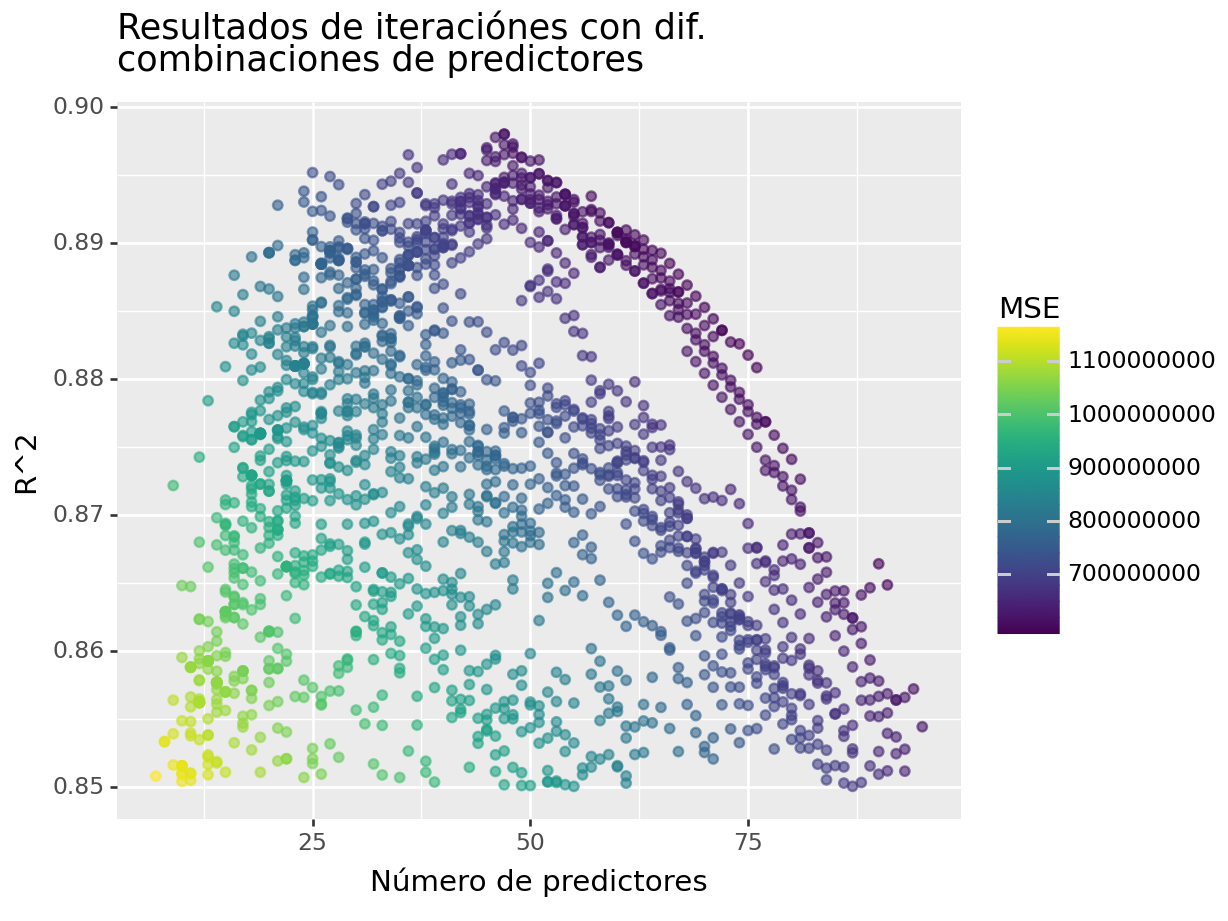 Resultados de iteraciónes con dif.
combinaciones de predictores
0.90
0.89
0.88
0.87
0.86
0.85
R^2
25
50
75
Número de predictores
MSE
1100000000
1000000000
900000000
800000000
700000000